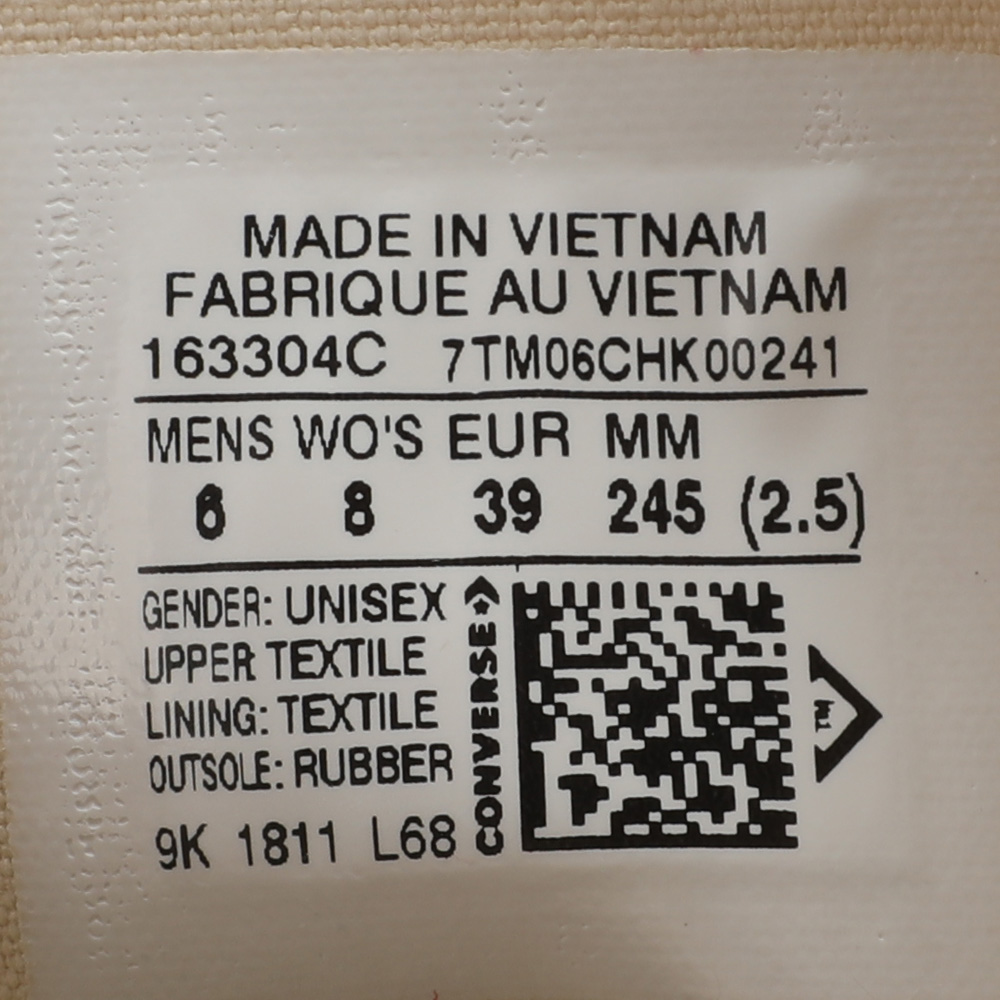 MADE IN VIETNAM
FABRIQUE AU VIETNAM
163304C 7TM06CHK00241
MENS WO'S EUR MM
6 8 39 245 (2.5)
GENDER: UNISEX
UPPER TEXTILE
LINING: TEXTILE
OUTSOLE: RUBBER
9K 1811 L68
CONVERSE
TM